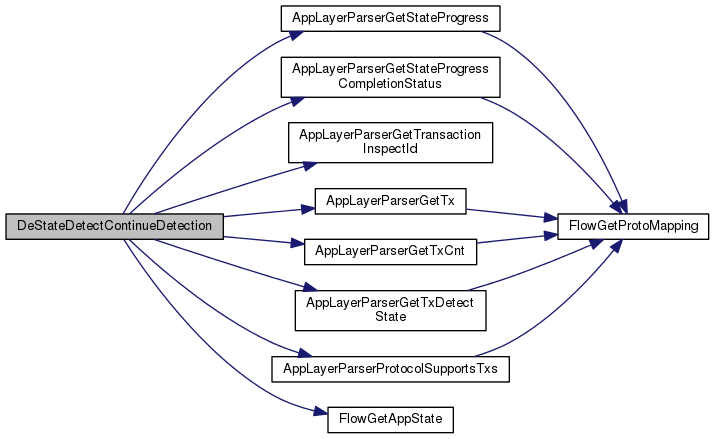 AppLayerParserGetStateProgress
AppLayerParserGetStateProgress
CompletionStatus
AppLayerParserGetTransaction
InspectId
DeStateDetectContinueDetection
AppLayerParserGetTx
FlowGetProtoMapping
AppLayerParserGetTxCnt
AppLayerParserGetTxDetect
State
AppLayerParserProtocolSupportsTxs
FlowGetAppState